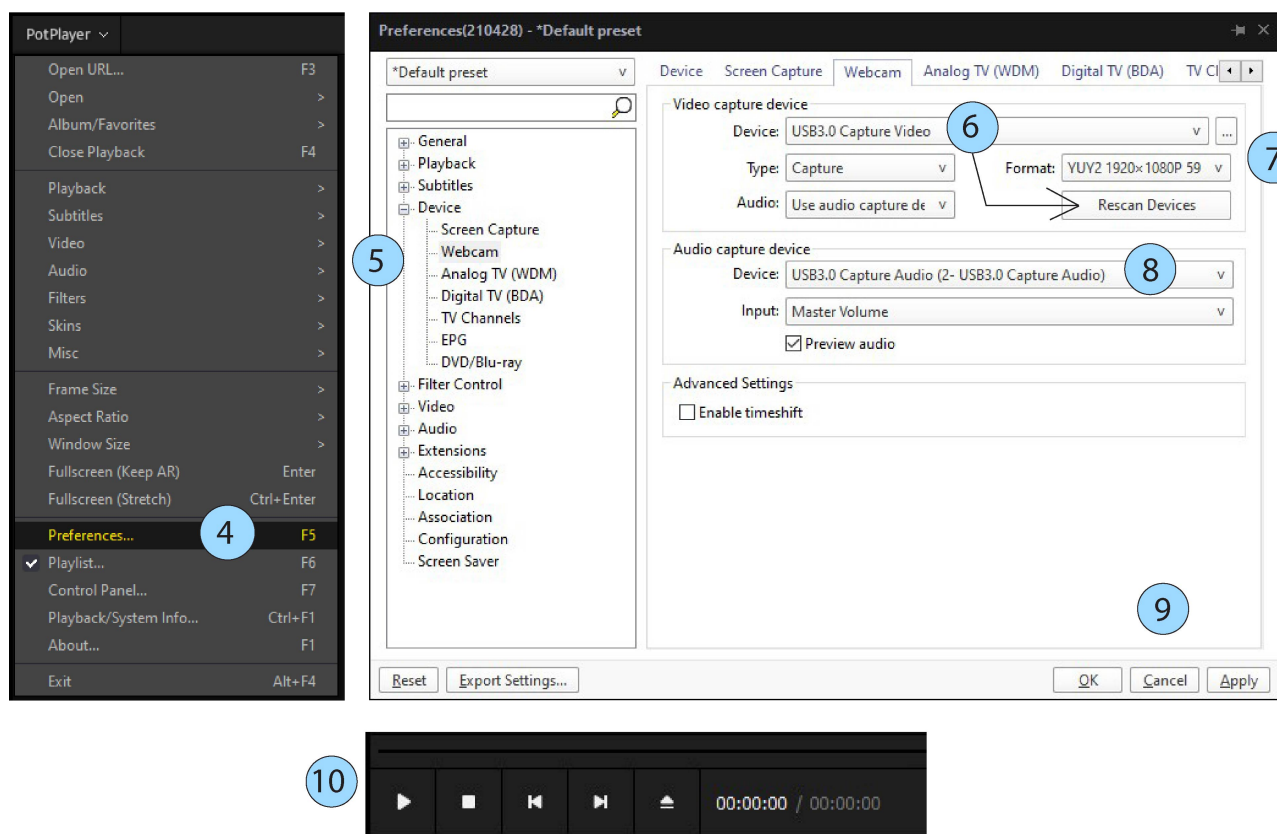 PotPlayer
Open URL... F3
Open >
Album/Favorites >
Close Playback F4
Playback >
Subtitles >
Video >
Audio >
Filters >
Skins >
Misc >
Frame Size >
Aspect Ratio >
Window Size >
Fullscreen (Keep AR) Enter
Fullscreen (Stretch) Ctrl+Enter
Preferences... 4 F5
Playlist... F6
Control Panel... F7
Playback/System Info... Ctrl+F1
About... F1
Exit Alt+F4
Preferences(210428) - *Default preset
*Default preset
5
General
Playback
Subtitles
Device
Screen Capture
Webcam
Analog TV (WDM)
Digital TV (BDA)
TV Channels
EPG
DVD/Blu-ray
Filter Control
Video
Audio
Extensions
Accessibility
Location
Association
Configuration
Screen Saver
Device Screen Capture Webcam Analog TV (WDM) Digital TV (BDA) TV Cl
Video capture device
Device: USB3.0 Capture Video 6 ...
7
Type: Capture Format: YUY2 1920×1080P 59
Audio: Use audio capture de Rescan Devices
Audio capture device
Device: USB3.0 Capture Audio (2- USB3.0 Capture Audio) 8
Input: Master Volume
Preview audio
Advanced Settings
Enable timeshift
9
Reset Export Settings... OK Cancel Apply
10
00:00:00 / 00:00:00